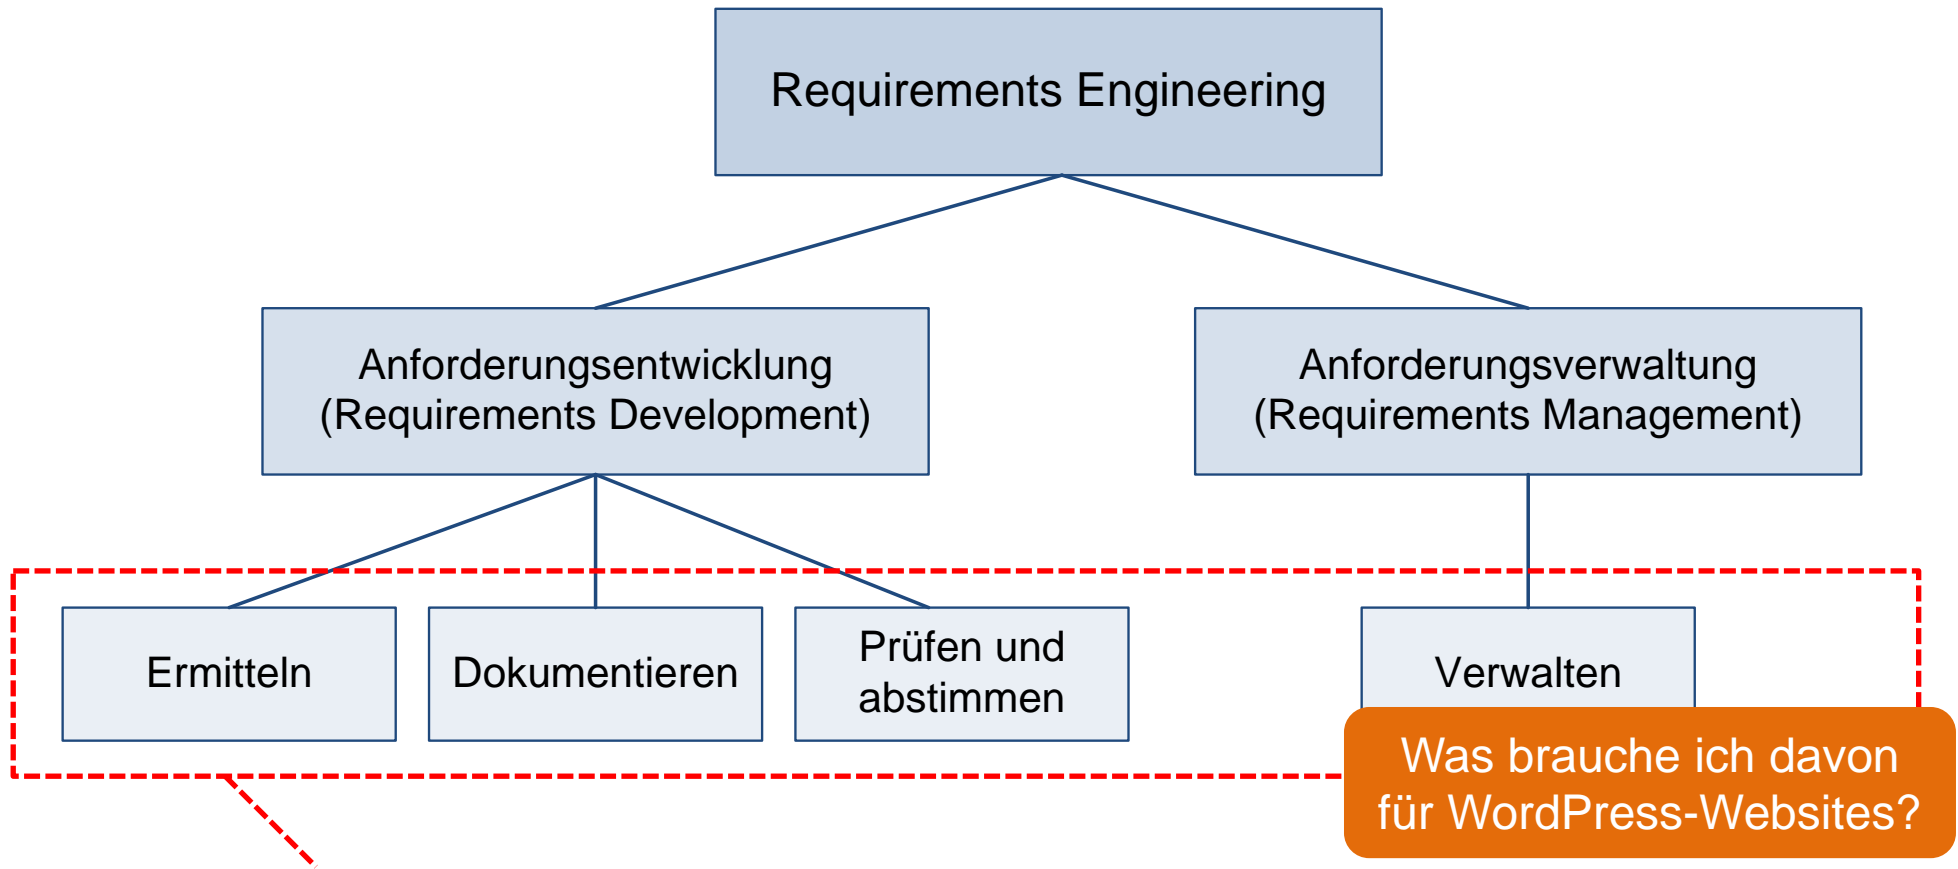 Requirements Engineering
Anforderungsentwicklung
(Requirements Development)
Anforderungsverwaltung
(Requirements Management)
Ermitteln
Dokumentieren
Prüfen und
abstimmen
Verwalten
Was brauche ich davon
für WordPress-Websites?